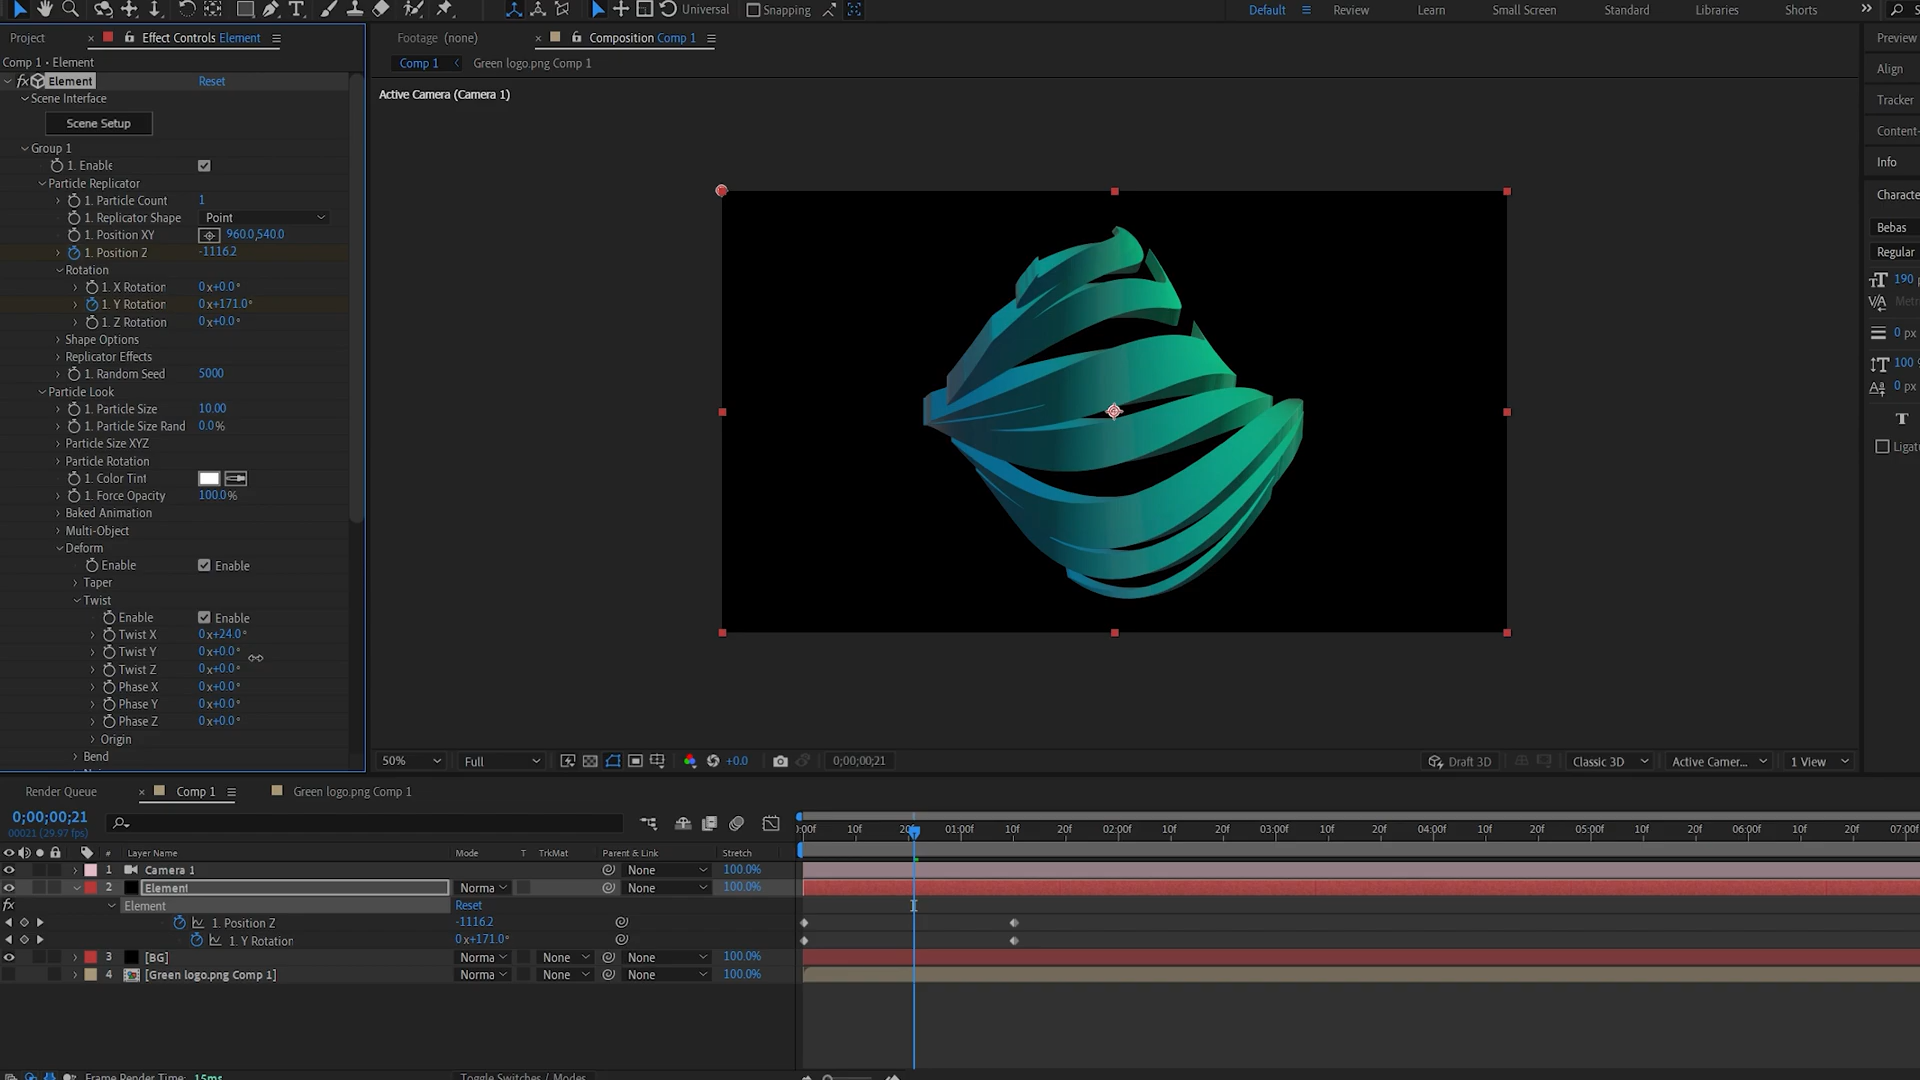 Universal
Snapping
Default
Review
Learn
Small Screen
Standard
Libraries
Shorts
Project
Effect Controls Element
Footage (none)
Composition Comp 1
Preview
Comp 1 • Element
Comp 1
Green logo.png Comp 1
Align
Element
Reset
Scene Interface
Active Camera (Camera 1)
Tracker
Scene Setup
Content-
Group 1
1. Enable
Info
Particle Replicator
1. Particle Count 1
Characte
1. Replicator Shape Point
Bebas
1. Position XY 960.0,540.0
Regular
1. Position Z -1116.2
Rotation
190
1. X Rotation 0x+0.0°
Metr
1. Y Rotation 0x+171.0°
1. Z Rotation 0x+0.0°
0 px
Shape Options
Replicator Effects
100
1. Random Seed 5000
0 px
Particle Look
1. Particle Size 10.00
T
1. Particle Size Rand 0.0%
Particle Size XYZ
Ligat
Particle Rotation
1. Color Tint
1. Force Opacity 100.0%
Baked Animation
Multi-Object
Deform
Enable Enable
Taper
Twist
Enable Enable
Twist X 0x+24.0°
Twist Y 0x+0.0°
Twist Z 0x+0.0°
Phase X 0x+0.0°
Phase Y 0x+0.0°
Phase Z 0x+0.0°
Origin
Bend
50%
Full
+0.0
0;00;00;21
Draft 3D
Classic 3D
Active Camer...
1 View
Render Queue
Comp 1
Green logo.png Comp 1
0;00;00;21
00021 (29.97 fps)
:00f 10f 20f 01:00f 10f 20f 02:00f 10f 20f 03:00f 10f 20f 04:00f 10f 20f 05:00f 10f 20f 06:00f 10f 20f 07:00f
# Layer Name Mode T TrkMat Parent & Link Stretch
1 Camera 1 None 100.0%
2 Element Norma None 100.0%
fx Element Reset
1. Position Z -1116.2
1. Y Rotation 0x+171.0°
3 [BG] Norma None None 100.0%
4 [Green logo.png Comp 1] Norma None None 100.0%
Frame Render Time: 15ms
Toggle Switches / Modes